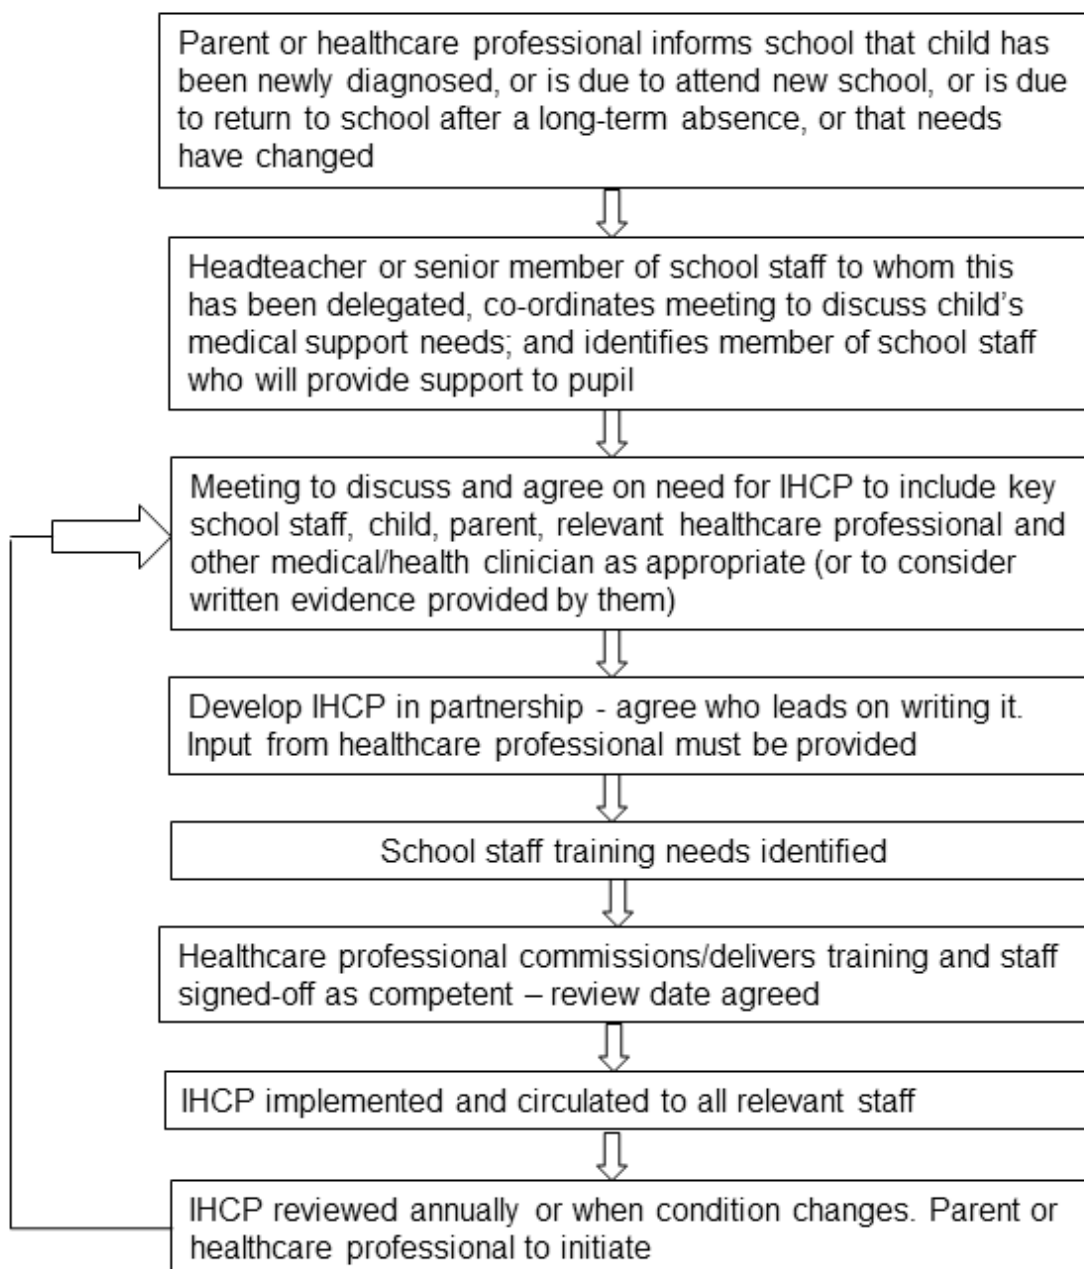 Parent or healthcare professional informs school that child has
been newly diagnosed, or is due to attend new school, or is due
to return to school after a long-term absence, or that needs
have changed
Headteacher or senior member of school staff to whom this
has been delegated, co-ordinates meeting to discuss child's
medical support needs; and identifies member of school staff
who will provide support to pupil
Meeting to discuss and agree on need for IHCP to include key
school staff, child, parent, relevant healthcare professional and
other medical/health clinician as appropriate (or to consider
written evidence provided by them)
Develop IHCP in partnership - agree who leads on writing it.
Input from healthcare professional must be provided
School staff training needs identified
Healthcare professional commissions/delivers training and staff
signed-off as competent – review date agreed
IHCP implemented and circulated to all relevant staff
IHCP reviewed annually or when condition changes. Parent or
healthcare professional to initiate